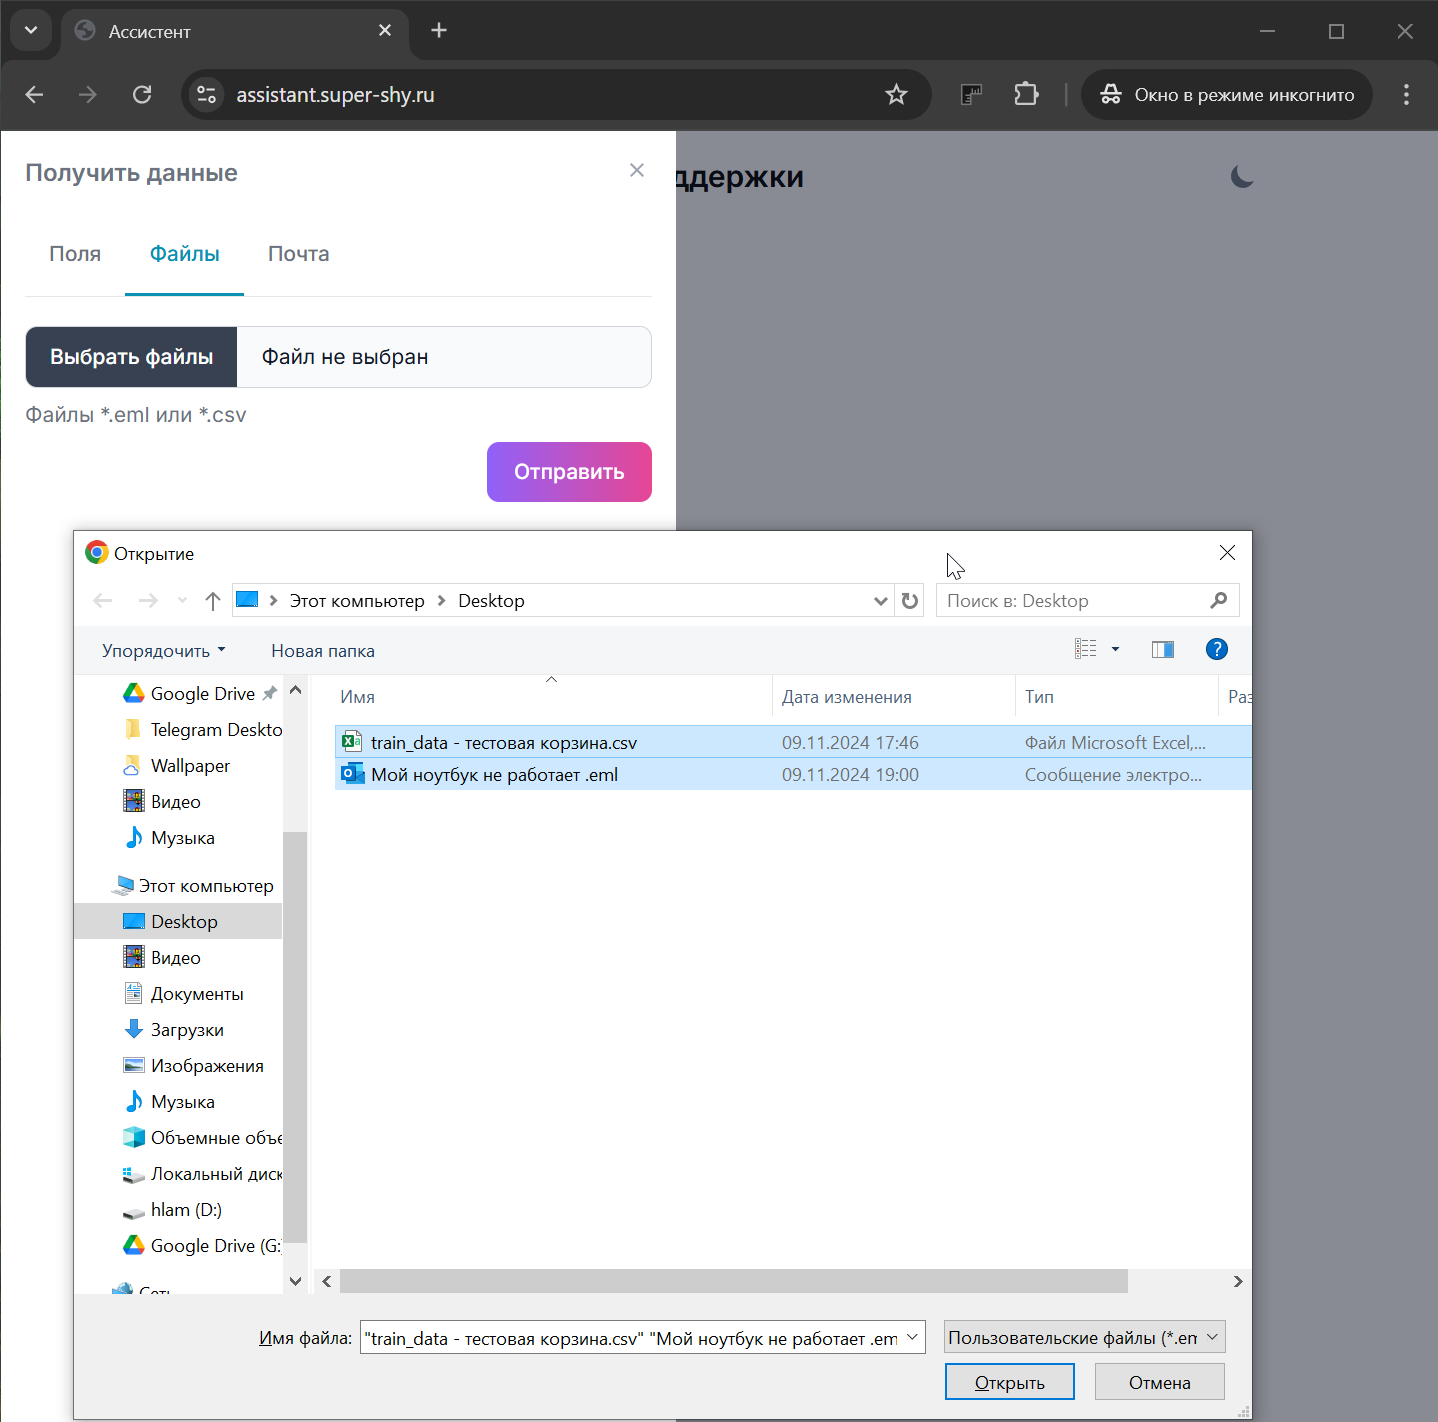 Ассистент
assistant.super-shy.ru
Окно в режиме инкогнито
Получить данные
ддержки
Поля
Файлы
Почта
Выбрать файлы
Файл не выбран
Файлы *.eml или *.csv
Отправить
Открытие
Этот компьютер
Desktop
Поиск в: Desktop
Упорядочить
Новая папка
?
Google Drive
Telegram Deskto
Wallpaper
Видео
Музыка
Этот компьютер
Desktop
Видео
Документы
Загрузки
Изображения
Музыка
Объемные объе
Локальный диск
hlam (D:)
Google Drive (G:
Сеть
Имя
Дата изменения
Тип
Раз
train_data - тестовая корзина.csv
09.11.2024 17:46
Файл Microsoft Excel,...
Мой ноутбук не работает .eml
09.11.2024 19:00
Сообщение электро...
Имя файла:
"train_data - тестовая корзина.csv" "Мой ноутбук не работает .em
Пользовательские файлы (*.em
Открыть
Отмена